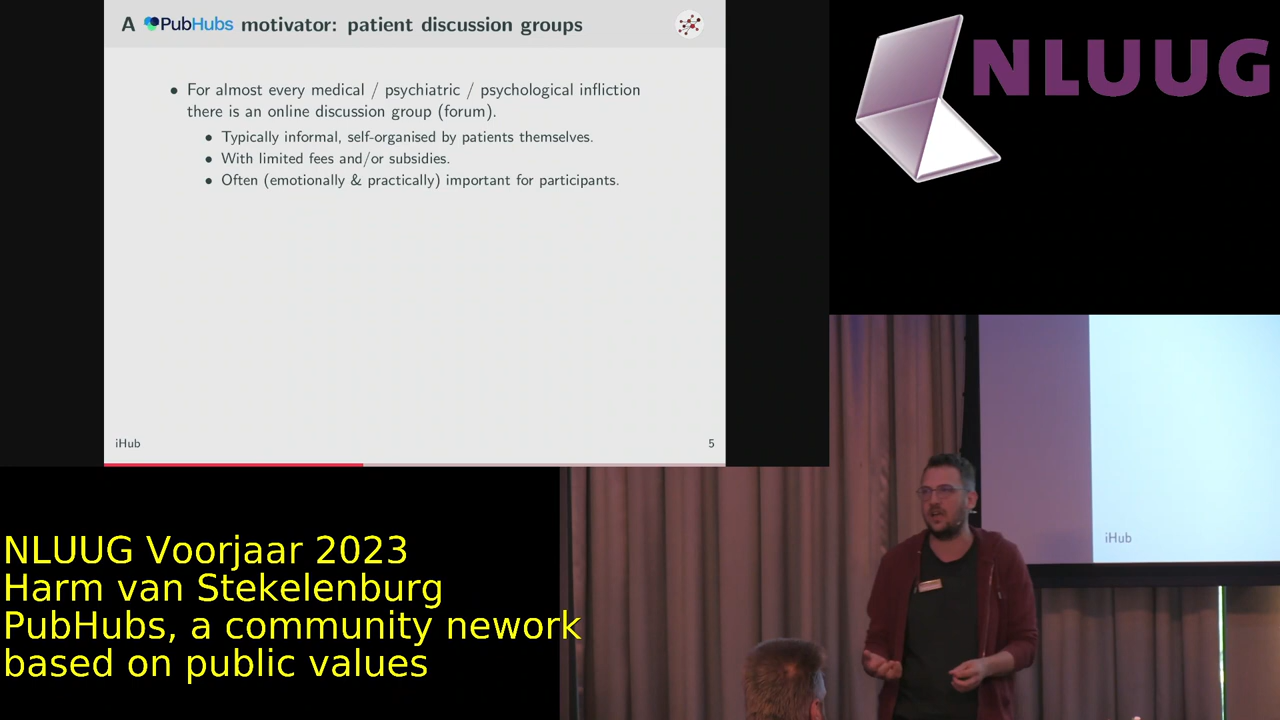 A PubHubs motivator: patient discussion groups
• For almost every medical / psychiatric / psychological infliction
there is an online discussion group (forum).
• Typically informal, self-organised by patients themselves.
• With limited fees and/or subsidies.
• Often (emotionally & practically) important for participants.
iHub 5
NLUUG
iHub
NLUUG Voorjaar 2023
Harm van Stekelenburg
PubHubs, a community nework
based on public values